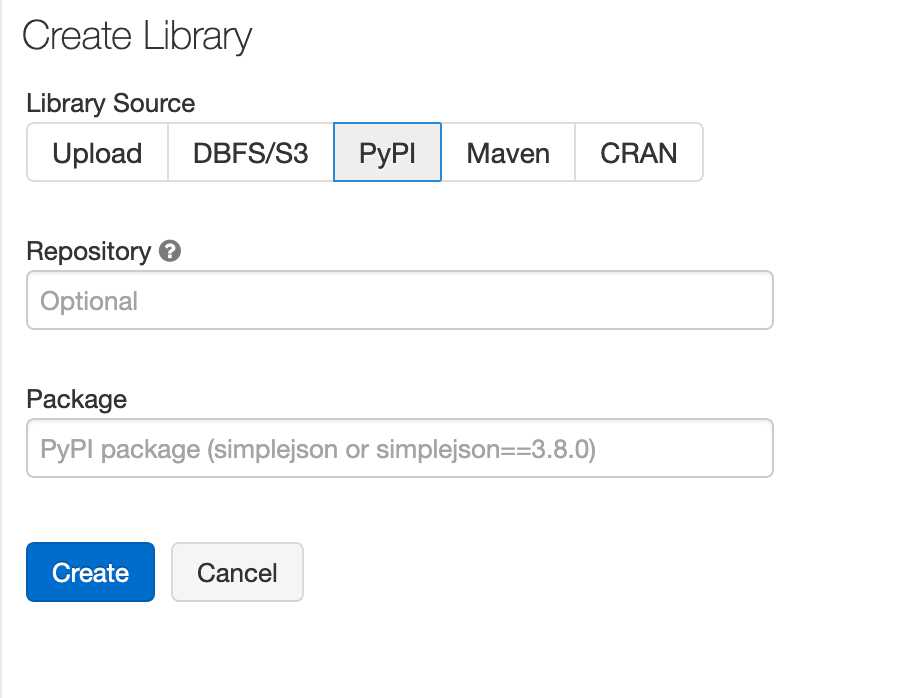 Create Library
Library Source
Upload DBFS/S3 PyPI Maven CRAN
Repository ?
Optional
Package
PyPI package (simplejson or simplejson==3.8.0)
Create Cancel